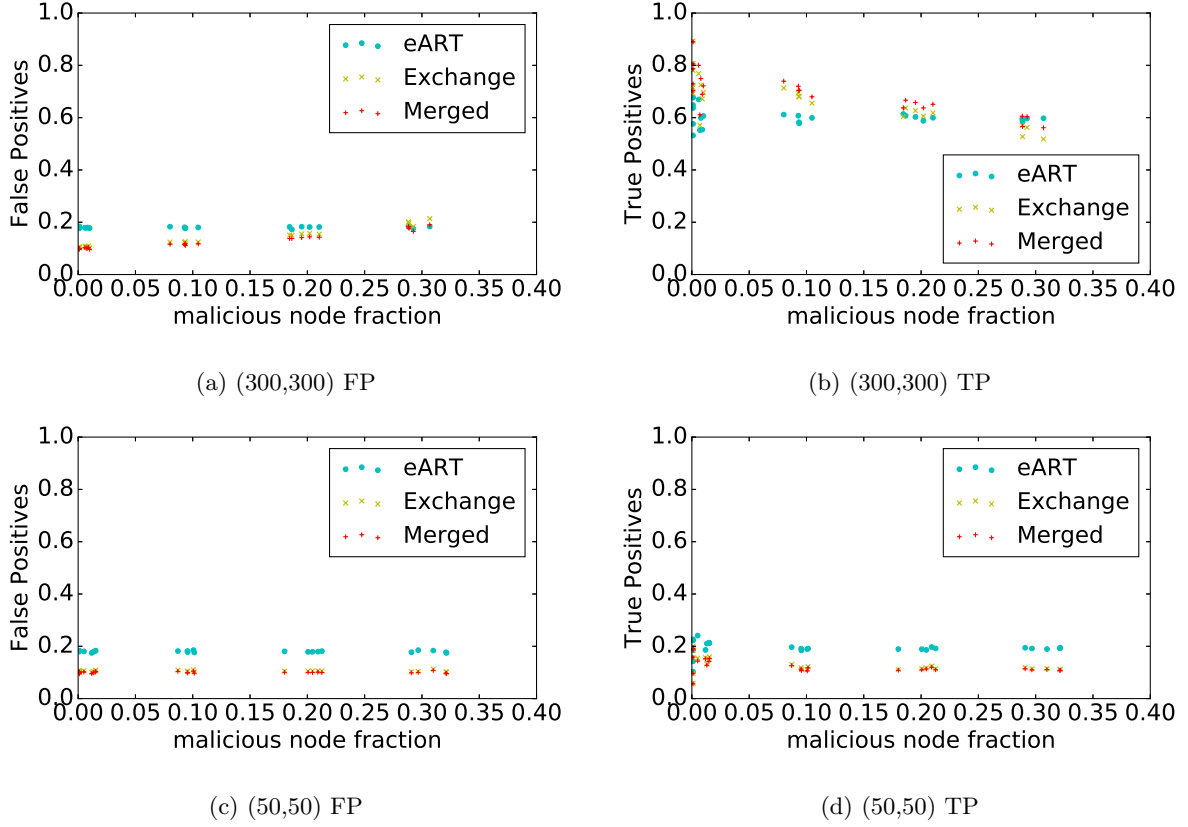 1.0
0.8
0.6
0.4
0.2
0.0
False Positives
eART
Exchange
Merged
0.00 0.05 0.10 0.15 0.20 0.25 0.30 0.35 0.40
malicious node fraction
(a) (300,300) FP
1.0
0.8
0.6
0.4
0.2
0.0
True Positives
eART
Exchange
Merged
0.00 0.05 0.10 0.15 0.20 0.25 0.30 0.35 0.40
malicious node fraction
(b) (300,300) TP
1.0
0.8
0.6
0.4
0.2
0.0
False Positives
eART
Exchange
Merged
0.00 0.05 0.10 0.15 0.20 0.25 0.30 0.35 0.40
malicious node fraction
(c) (50,50) FP
1.0
0.8
0.6
0.4
0.2
0.0
True Positives
eART
Exchange
Merged
0.00 0.05 0.10 0.15 0.20 0.25 0.30 0.35 0.40
malicious node fraction
(d) (50,50) TP